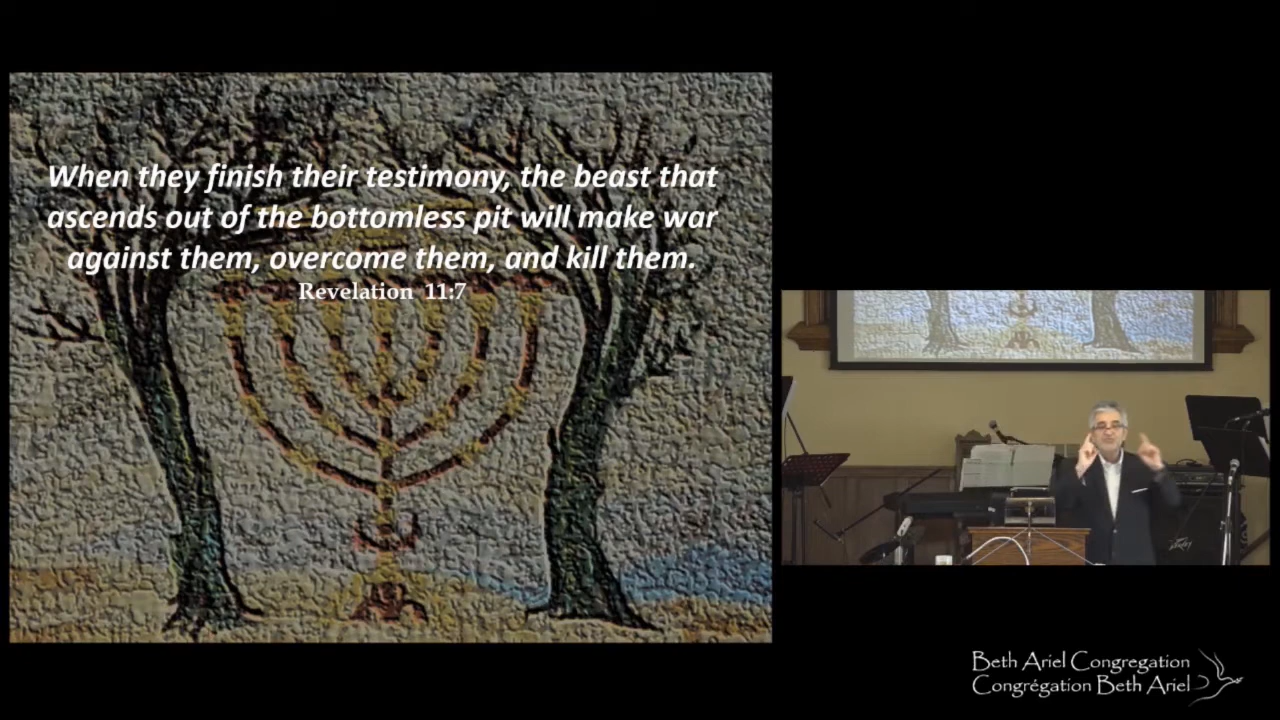 When they finish their testimony, the beast that
ascends out of the bottomless pit will make war
against them, overcome them, and kill them.
Revelation 11:7
Beth Ariel Congregation
Congrégation Beth Ariel